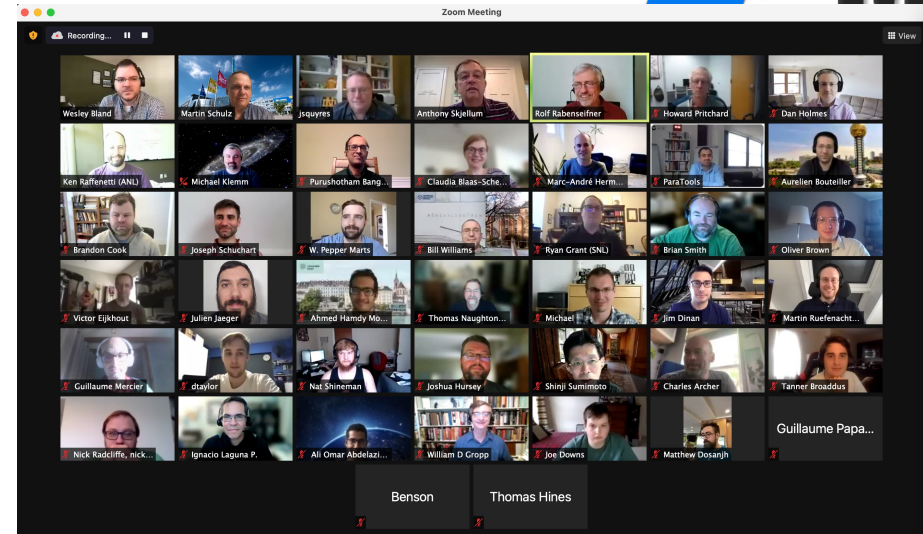 Zoom Meeting
Recording...
View
Wesley Bland
Martin Schulz
jsquyres
Anthony Skjellum
Rolf Rabenseifner
Howard Pritchard
Dan Holmes
Ken Raffenetti (ANL)
Michael Klemm
Purushotham Bang...
Claudia Blaas-Sche...
Marc-André Herm...
ParaTools
Aurelien Bouteiller
Brandon Cook
Joseph Schuchart
W. Pepper Marts
Bill Williams
Ryan Grant (SNL)
Brian Smith
Oliver Brown
Victor Eijkhout
Julien Jaeger
Ahmed Hamdy Mo...
Thomas Naughton...
Michael
Jim Dinan
Martin Ruefenacht...
Guillaume Mercier
dtaylor
Nat Shineman
Joshua Hursey
Shinji Sumimoto
Charles Archer
Tanner Broaddus
Nick Radcliffe, nick...
Ignacio Laguna P.
Ali Omar Abdelazi...
William D Gropp
Joe Downs
Matthew Dosanjh
Guillaume Papa...
Benson
Thomas Hines